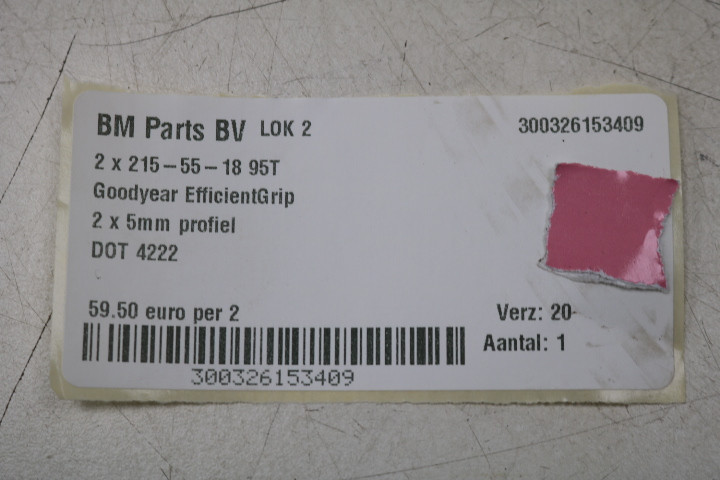 BM Parts BV LOK 2 300326153409
2 x 215-55-18 95T
Goodyear EfficientGrip
2 x 5mm profiel
DOT 4222
59.50 euro per 2 Verz: 20-
Aantal: 1
300326153409